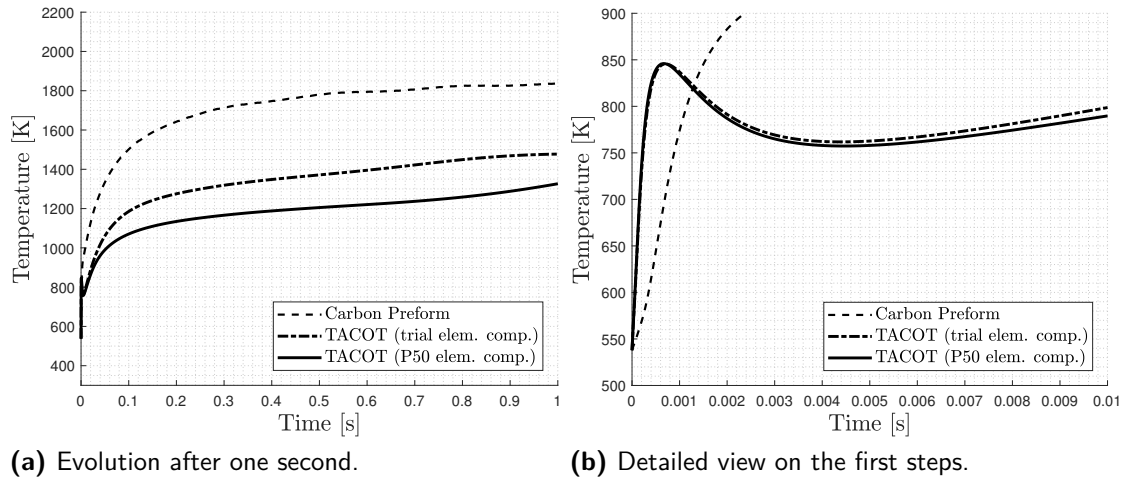 2200
2000
1800
1600
1400
1200
1000
800
600
400
Temperature [K]
0 0.1 0.2 0.3 0.4 0.5 0.6 0.7 0.8 0.9 1
Time [s]
Carbon Preform
TACOT (trial elem. comp.)
TACOT (P50 elem. comp.)
(a) Evolution after one second.
900
850
800
750
700
650
600
550
500
Temperature [K]
0 0.001 0.002 0.003 0.004 0.005 0.006 0.007 0.008 0.009 0.01
Time [s]
Carbon Preform
TACOT (trial elem. comp.)
TACOT (P50 elem. comp.)
(b) Detailed view on the first steps.